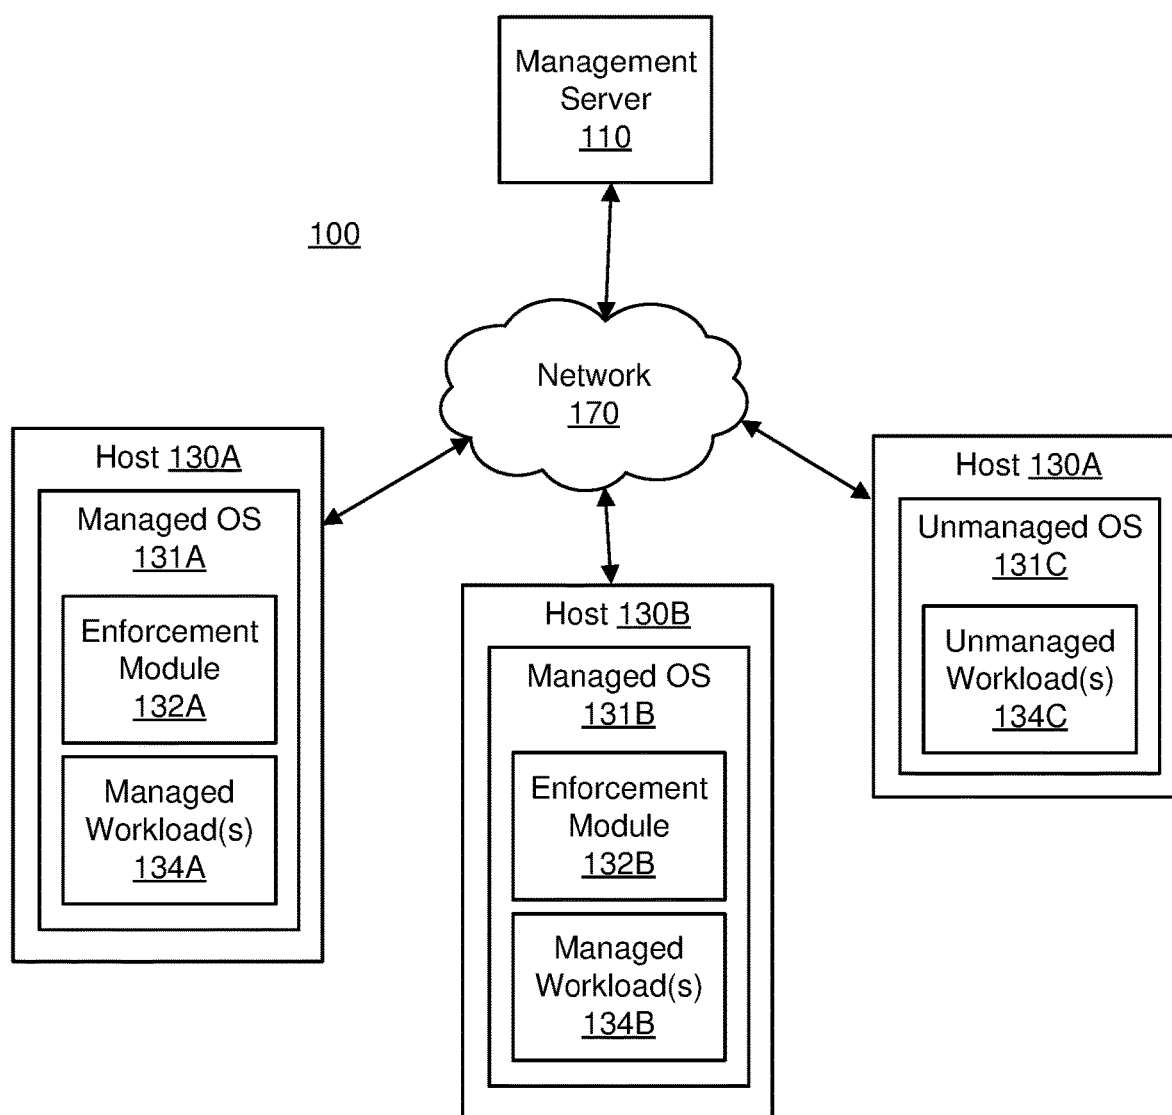 Management
Server
110
100
Network
170
Host 130A
Managed OS
131A
Enforcement
Module
132A
Managed
Workload(s)
134A
Host 130B
Managed OS
131B
Enforcement
Module
132B
Managed
Workload(s)
134B
Host 130A
Unmanaged OS
131C
Unmanaged
Workload(s)
134C